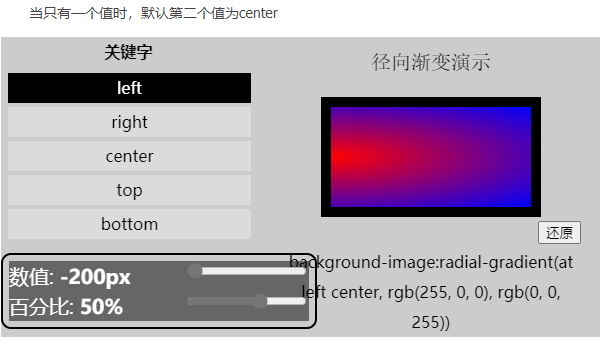 当只有一个值时，默认第二个值为center
关键字
left
right
center
top
bottom
数值: -200px
百分比: 50%
径向渐变演示
还原
background-image:radial-gradient(at
left center, rgb(255, 0, 0), rgb(0, 0,
255))